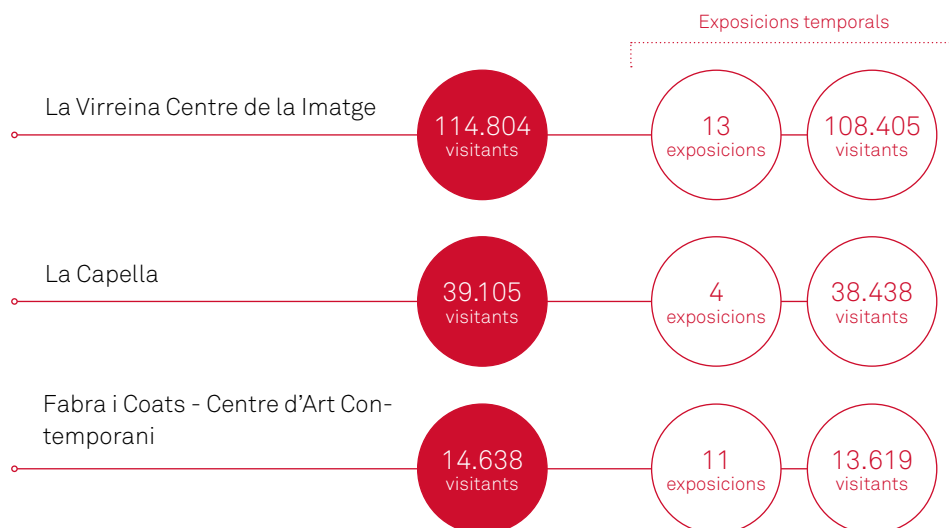 Exposicions temporals
La Virreina Centre de la Imatge
114.804
visitants
13
exposicions
108.405
visitants
La Capella
39.105
visitants
4
exposicions
38.438
visitants
Fabra i Coats - Centre d’Art Con-
temporani
14.638
visitants
11
exposicions
13.619
visitants